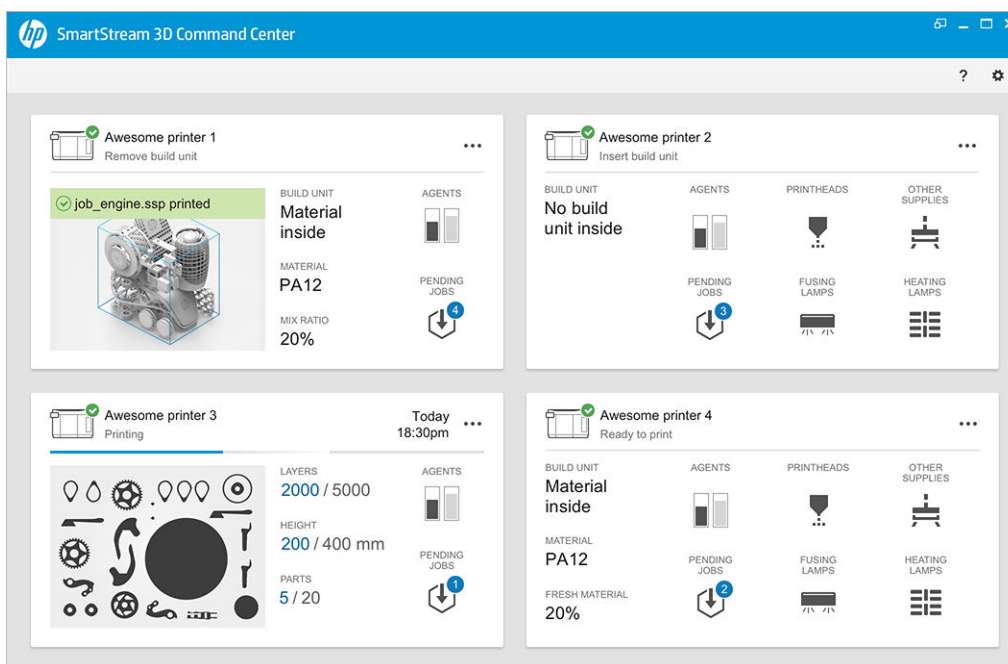 hp SmartStream 3D Command Center
?
Awesome printer 1
Remove build unit
job_engine.ssp printed
BUILD UNIT
Material
inside
MATERIAL
PA12
MIX RATIO
20%
AGENTS
PENDING
JOBS
4
Awesome printer 2
Insert build unit
BUILD UNIT
No build
unit inside
AGENTS
PRINTHEADS
OTHER
SUPPLIES
PENDING
JOBS
3
FUSING
LAMPS
HEATING
LAMPS
Awesome printer 3
Printing
Today
18:30pm
LAYERS
2000 / 5000
HEIGHT
200 / 400 mm
PARTS
5 / 20
AGENTS
PENDING
JOBS
1
Awesome printer 4
Ready to print
BUILD UNIT
Material
inside
MATERIAL
PA12
FRESH MATERIAL
20%
AGENTS
PRINTHEADS
OTHER
SUPPLIES
PENDING
JOBS
2
FUSING
LAMPS
HEATING
LAMPS